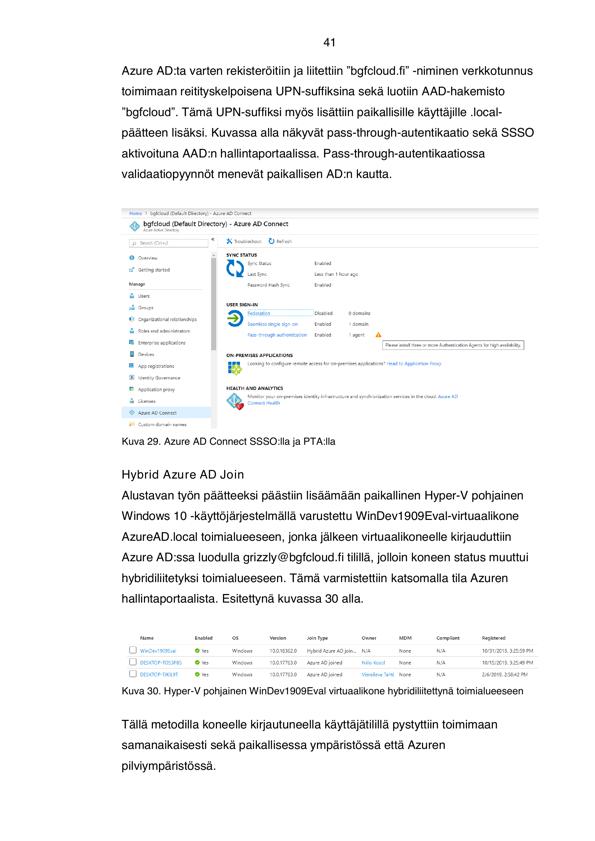 41
Azure AD:ta varten rekisteröitiin ja liitettiin ”bgfcloud.fi” -niminen verkkotunnus
toimimaan reitityskelpoisena UPN-suffiksina sekä luotiin AAD-hakemisto
”bgfcloud”. Tämä UPN-suffiksi myös lisättiin paikallisille käyttäjille .local-
päätteen lisäksi. Kuvassa alla näkyvät pass-through-autentikaatio sekä SSSO
aktivoituna AAD:n hallintaportaalissa. Pass-through-autentikaatiossa
validaatiopyynnöt menevät paikallisen AD:n kautta.
Home > bgfcloud (Default Directory) - Azure AD Connect
bgfcloud (Default Directory) - Azure AD Connect
Azure Active Directory
Search (Ctrl+/)
Troubleshoot Refresh
Overview
Getting started
Manage
Users
Groups
Organizational relationships
Roles and administrators
Enterprise applications
Devices
App registrations
Identity Governance
Application proxy
Licenses
Azure AD Connect
Custom domain names
SYNC STATUS
Sync Status Enabled
Last Sync Less than 1 hour ago
Password Hash Sync Enabled
USER SIGN-IN
Federation Disabled 0 domains
Seamless single sign-on Enabled 1 domain
Pass-through authentication Enabled 1 agent
Please install three or more Authentication Agents for high availability.
ON-PREMISES APPLICATIONS
Looking to configure remote access for on-premises applications? Head to Application Proxy
HEALTH AND ANALYTICS
Monitor your on-premises identity infrastructure and synchronization services in the cloud. Azure AD
Connect Health
Kuva 29. Azure AD Connect SSSO:lla ja PTA:lla
Hybrid Azure AD Join
Alustavan työn päätteeksi päästiin lisäämään paikallinen Hyper-V pohjainen
Windows 10 -käyttöjärjestelmällä varustettu WinDev1909Eval-virtuaalikone
AzureAD.local toimialueeseen, jonka jälkeen virtuaalikoneelle kirjauduttiin
Azure AD:ssa luodulla grizzly@bgfcloud.fi tilillä, jolloin koneen status muuttui
hybridiliitetyksi toimialueeseen. Tämä varmistettiin katsomalla tila Azuren
hallintaportaalista. Esitettynä kuvassa 30 alla.
Name Enabled OS Version Join Type Owner MDM Compliant Registered
WinDev1909Eval Yes Windows 10.0.18362.0 Hybrid Azure AD join... N/A None N/A 10/31/2019, 3:25:59 PM
Yes Windows 10.0.17763.0 Azure AD joined None N/A 10/15/2019, 3:25:49 PM
Yes Windows 10.0.17763.0 Azure AD joined None N/A 2/6/2019, 2:58:42 PM
Kuva 30. Hyper-V pohjainen WinDev1909Eval virtuaalikone hybridiliitettynä toimialueeseen
Tällä metodilla koneelle kirjautuneella käyttäjätilillä pystyttiin toimimaan
samanaikaisesti sekä paikallisessa ympäristössä että Azuren
pilviympäristössä.